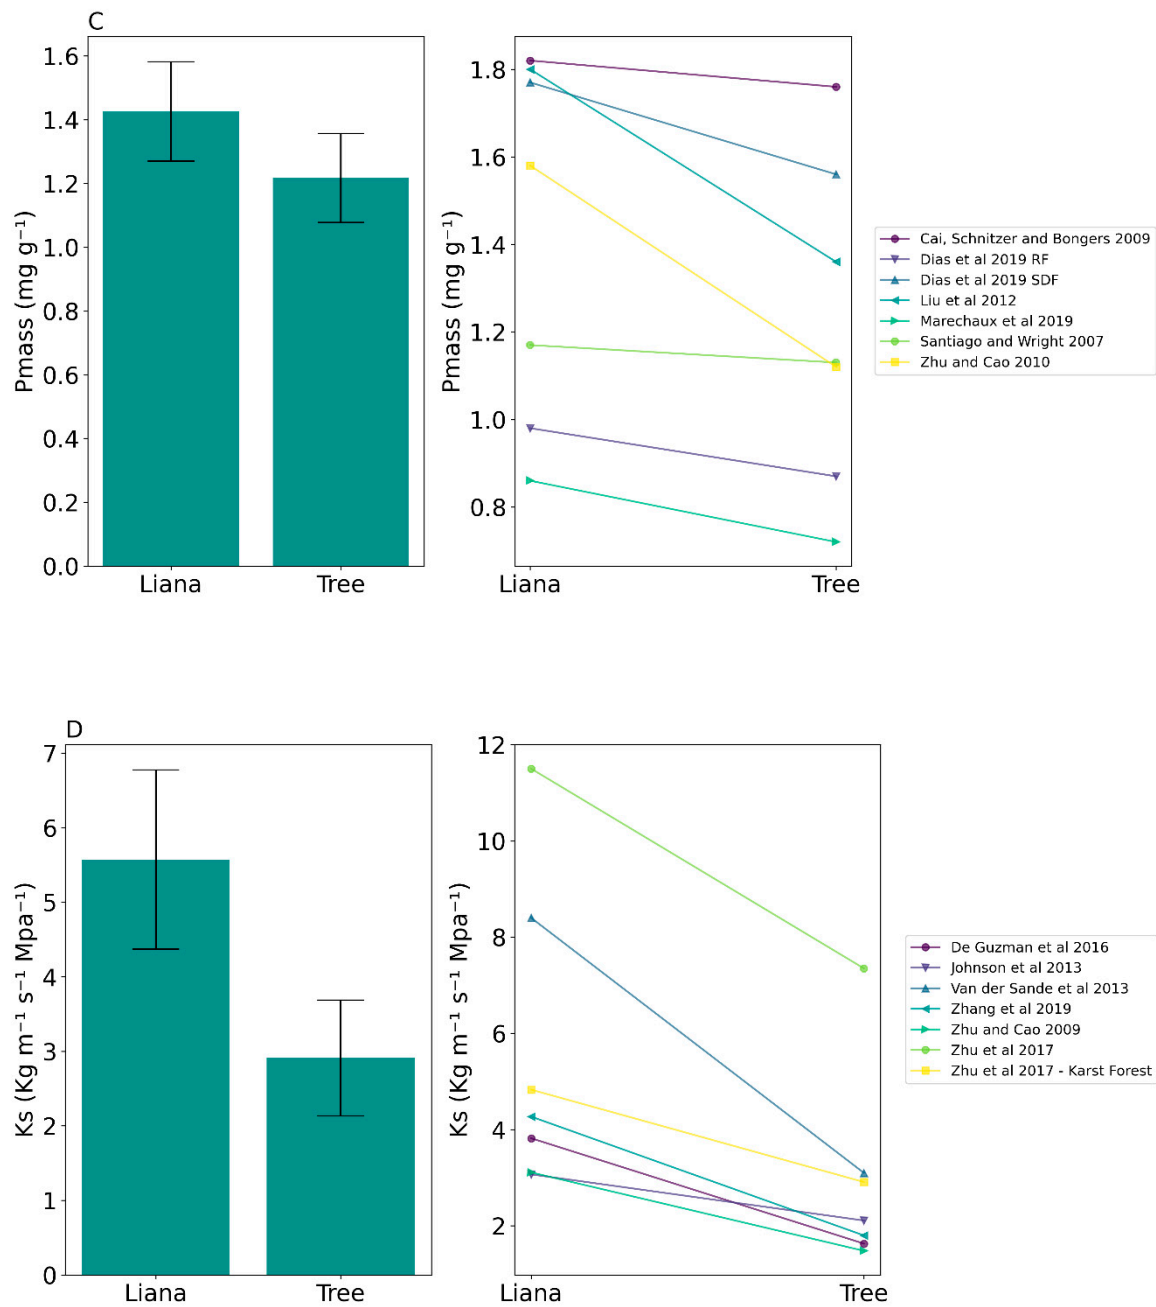 C
1.6
1.4
1.2
1.0
0.8
0.6
0.4
0.2
0.0
Pmass (mg g⁻¹)
Liana Tree
1.8
1.6
1.4
1.2
1.0
0.8
Pmass (mg g⁻¹)
Liana Tree
Cai, Schnitzer and Bongers 2009
Dias et al 2019 RF
Dias et al 2019 SDF
Liu et al 2012
Marechaux et al 2019
Santiago and Wright 2007
Zhu and Cao 2010
D
7
6
5
4
3
2
1
0
Ks (Kg m⁻¹ s⁻¹ Mpa⁻¹)
Liana Tree
12
10
8
6
4
2
Ks (Kg m⁻¹ s⁻¹ Mpa⁻¹)
Liana Tree
De Guzman et al 2016
Johnson et al 2013
Van der Sande et al 2013
Zhang et al 2019
Zhu and Cao 2009
Zhu et al 2017
Zhu et al 2017 - Karst Forest